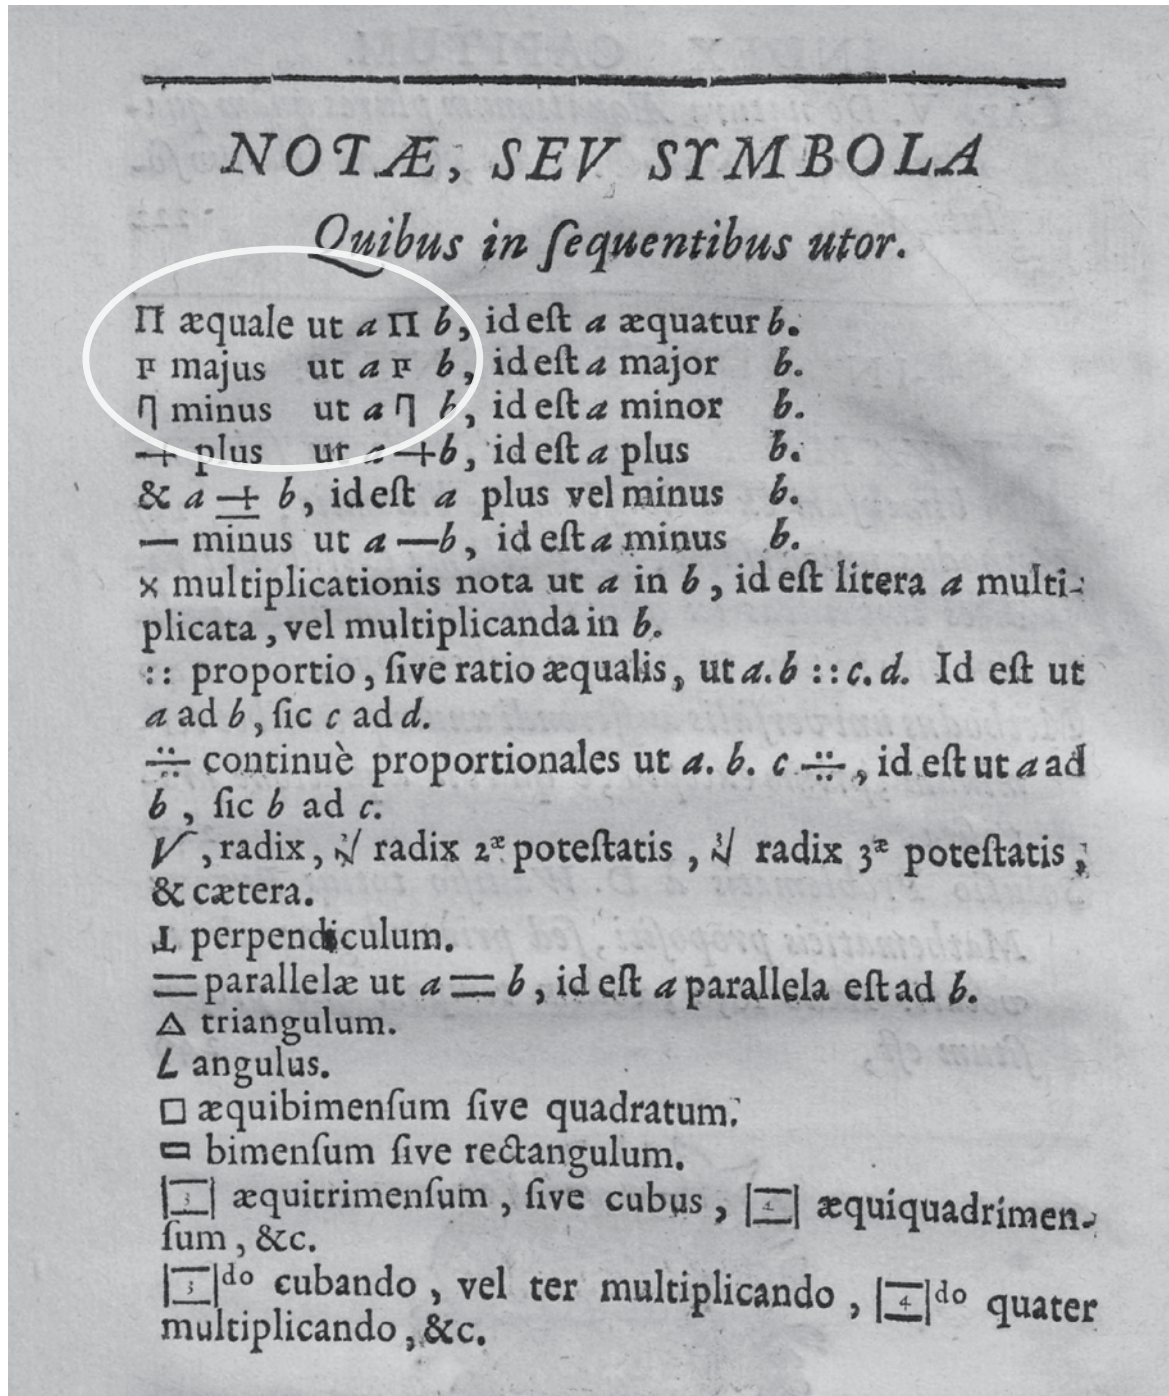 NOTÆ, SEV SYMBOLA
Quibus in ſequentibus utor.
Π æquale ut a Π b, id eſt a æquatur b.
majus ut a b, id eſt a major b.
minus ut a b, id eſt a minor b.
+ plus ut a + b, id eſt a plus b.
& a ± b, id eſt a plus vel minus b.
— minus ut a — b, id eſt a minus b.
× multiplicationis nota ut a in b, id eſt litera a multi-
plicata, vel multiplicanda in b.
:: proportio, ſive ratio æqualis, ut a. b :: c. d. Id eſt ut
a ad b, ſic c ad d.
∺ continuè proportionales ut a. b. c ∺, id eſt ut a ad
b, ſic b ad c.
√, radix, ²√ radix 2æ poteſtatis, ³√ radix 3æ poteſtatis,
& cætera.
⊥ perpendiculum.
= parallelæ ut a = b, id eſt a parallela eſt ad b.
△ triangulum.
∠ angulus.
□ æquibimenſum ſive quadratum.
▭ bimenſum ſive rectangulum.
|3| æquitrimenſum, ſive cubus, |4| æquiquadrimen-
ſum, &c.
|3|do cubando, vel ter multiplicando, |4|do quater
multiplicando, &c.